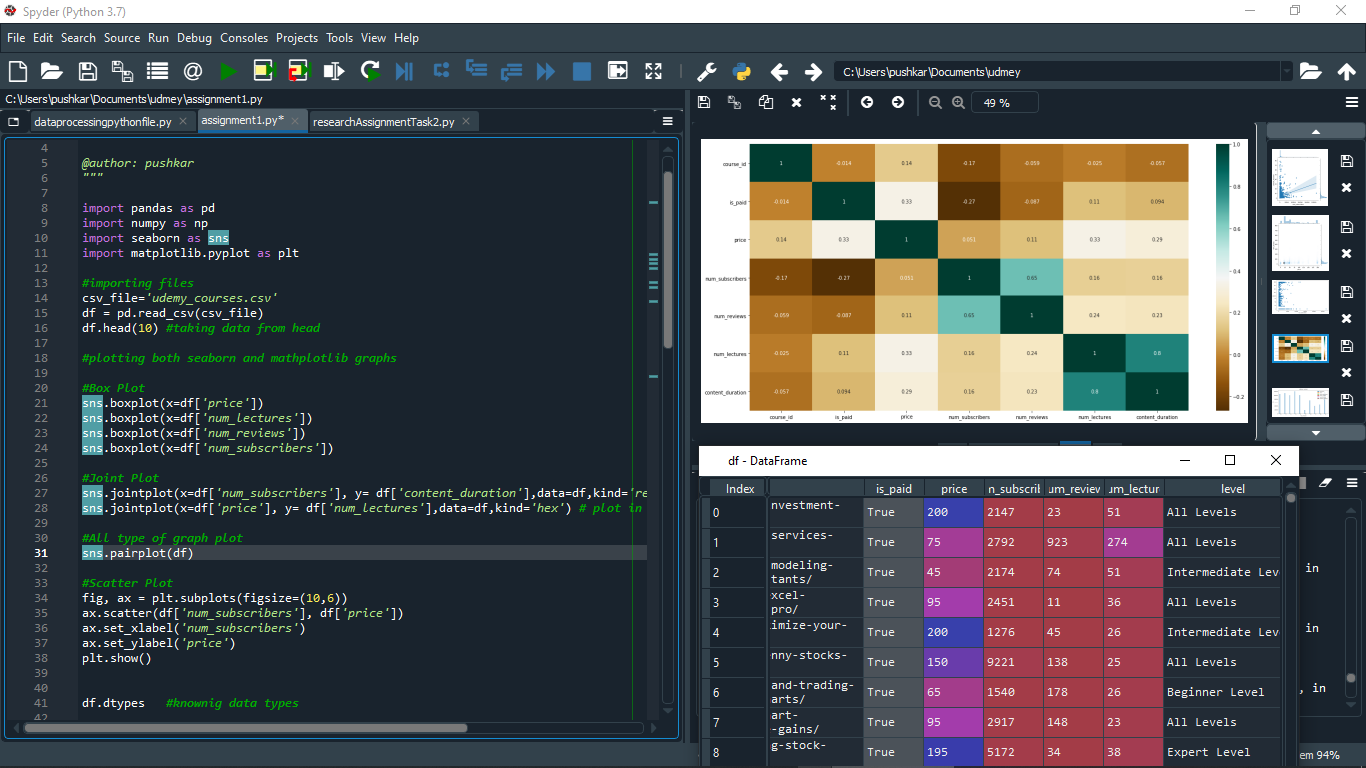 Spyder (Python 3.7)
File Edit Search Source Run Debug Consoles Projects Tools View Help
C:\Users\pushkar\Documents\udmey
C:\Users\pushkar\Documents\udmey\assignment1.py
dataprocessingpythonfile.py assignment1.py* researchAssignmentTask2.py
4
5 @author: pushkar
6 """
7
8 import pandas as pd
9 import numpy as np
10 import seaborn as sns
11 import matplotlib.pyplot as plt
12
13 #importing files
14 csv_file='udemy_courses.csv'
15 df = pd.read_csv(csv_file)
16 df.head(10) #taking data from head
17
18 #plotting both seaborn and mathplotlib graphs
19
20 #Box Plot
21 sns.boxplot(x=df['price'])
22 sns.boxplot(x=df['num_lectures'])
23 sns.boxplot(x=df['num_reviews'])
24 sns.boxplot(x=df['num_subscribers'])
25
26 #Joint Plot
27 sns.jointplot(x=df['num_subscribers'], y= df['content_duration'],data=df,kind='re
28 sns.jointplot(x=df['price'], y= df['num_lectures'],data=df,kind='hex') # plot in
29
30 #All type of graph plot
31 sns.pairplot(df)
32
33 #Scatter Plot
34 fig, ax = plt.subplots(figsize=(10,6))
35 ax.scatter(df['num_subscribers'], df['price'])
36 ax.set_xlabel('num_subscribers')
37 ax.set_ylabel('price')
38 plt.show()
39
40
41 df.dtypes #knownig data types
42
49 %
course_id 1 -0.014 0.14 -0.17 -0.059 -0.025 -0.057
is_paid -0.014 1 0.33 -0.27 -0.087 0.11 0.094
price 0.14 0.33 1 0.051 0.11 0.33 0.29
num_subscribers -0.17 -0.27 0.051 1 0.65 0.16 0.16
num_reviews -0.059 -0.087 0.11 0.65 1 0.24 0.23
num_lectures -0.025 0.11 0.33 0.16 0.24 1 0.8
content_duration -0.057 0.094 0.29 0.16 0.23 0.8 1
course_id is_paid price num_subscribers num_reviews num_lectures content_duration
1.0
0.8
0.6
0.4
0.2
0.0
-0.2
df - DataFrame
Index is_paid price n_subscrib um_review um_lectur level
0 nvestment- True 200 2147 23 51 All Levels
1 services- True 75 2792 923 274 All Levels
2 modeling-
tants/ True 45 2174 74 51 Intermediate Lev
3 xcel-
pro/ True 95 2451 11 36 All Levels
4 imize-your- True 200 1276 45 26 Intermediate Lev
5 nny-stocks- True 150 9221 138 25 All Levels
6 and-trading-
arts/ True 65 1540 178 26 Beginner Level
7 art-
-gains/ True 95 2917 148 23 All Levels
8 g-stock- True 195 5172 34 38 Expert Level
in
in
, in
em 94%